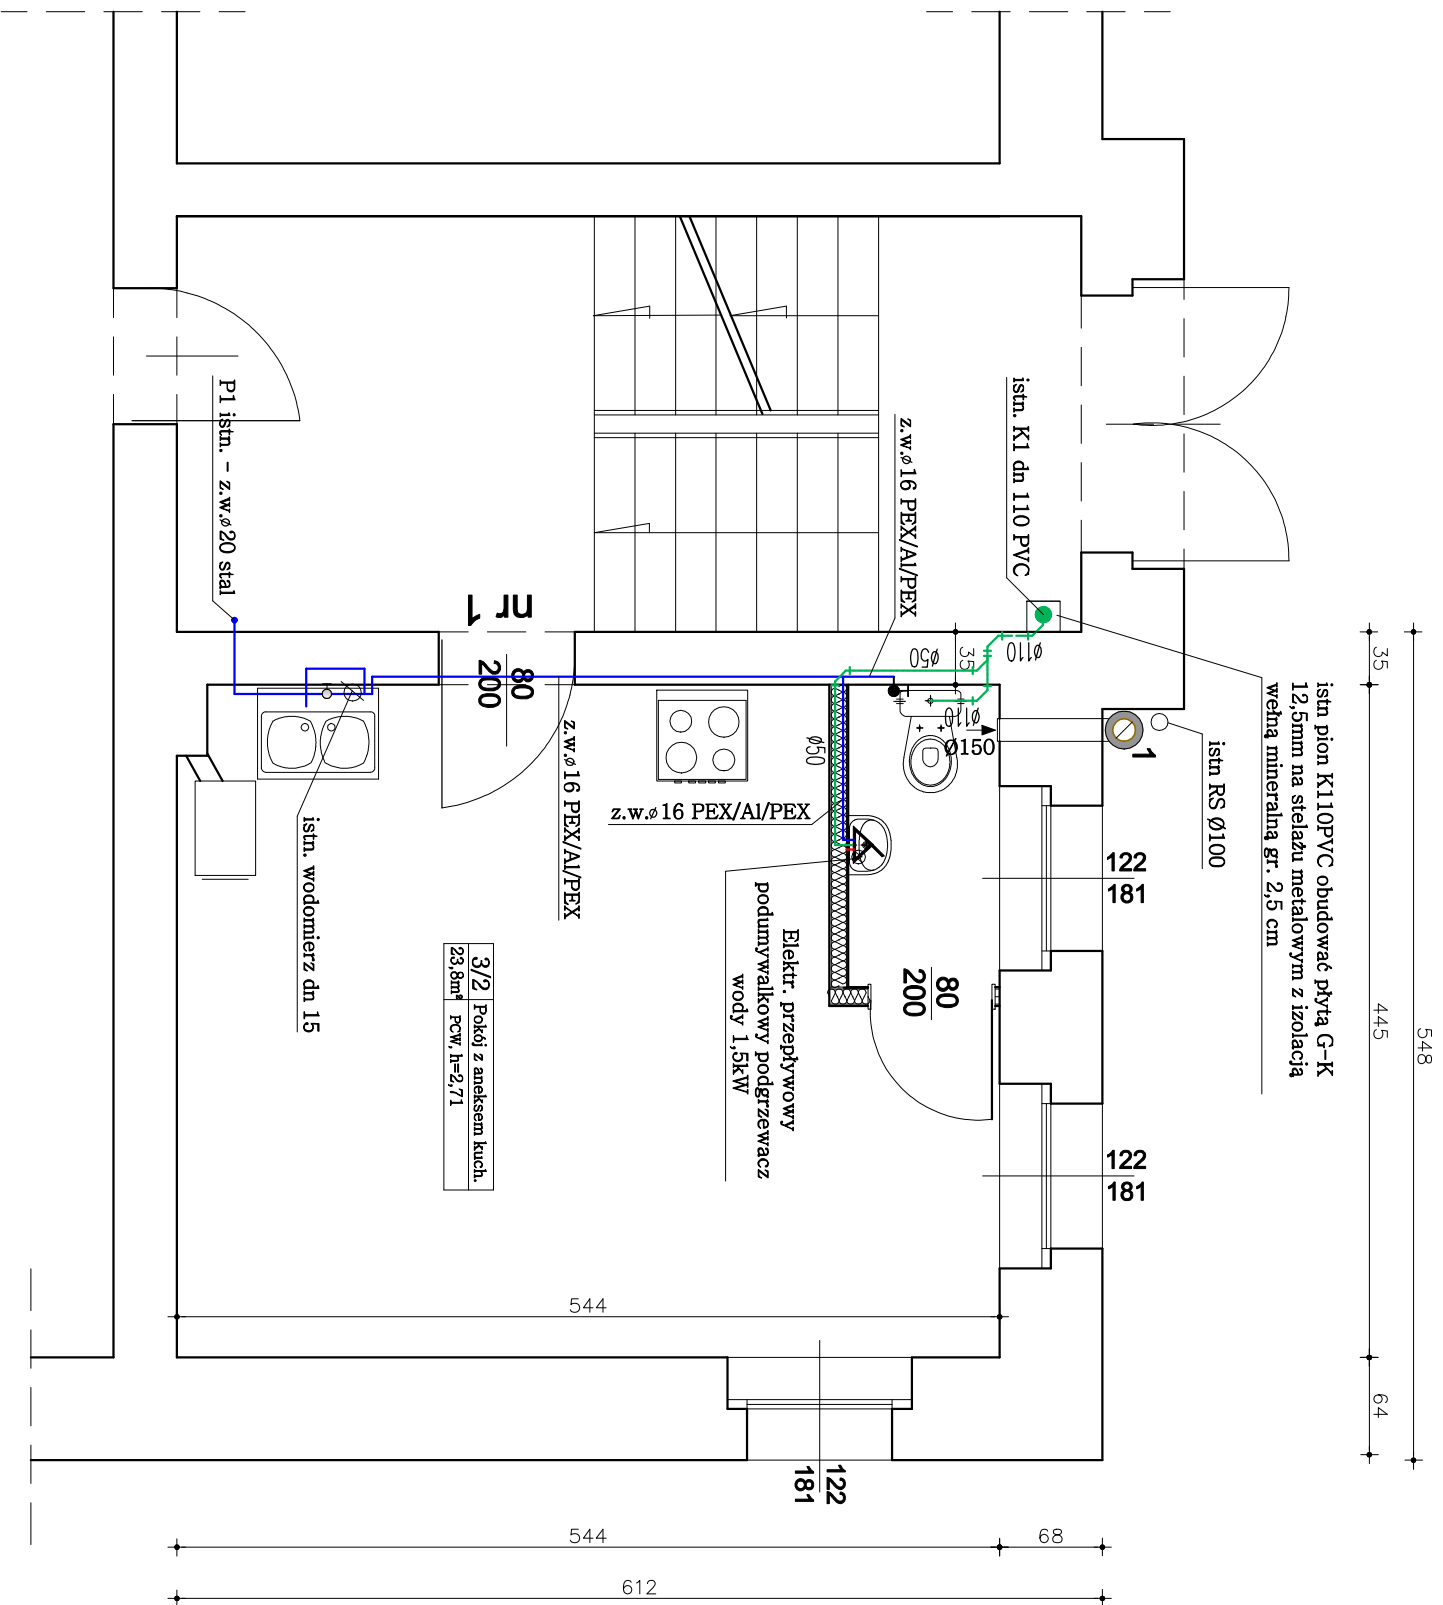 istn pion K110PVC obudować płytą G-K
12,5mm na stelażu metalowym z izolacją
wełną mineralną gr. 2,5 cm
istn RS Ø100
istn. K1 dn 110 PVC
z.w.ø16 PEX/Al/PEX
P1 istn. - z.w.ø20 stal
nr 1
80
200
z.w.ø16 PEX/Al/PEX
z.w.ø16 PEX/Al/PEX
istn. wodomierz dn 15
Elektr. przepływowy
podumywalkowy podgrzewacz
wody 1,5kW
3/2
Pokój z aneksem kuch.
23,8m²
PCW, h=2,71
80
200
ø110
ø50
35
ø110
Ø150
ø50
1
122
181
122
181
122
181
35
445
64
548
544
544
68
612